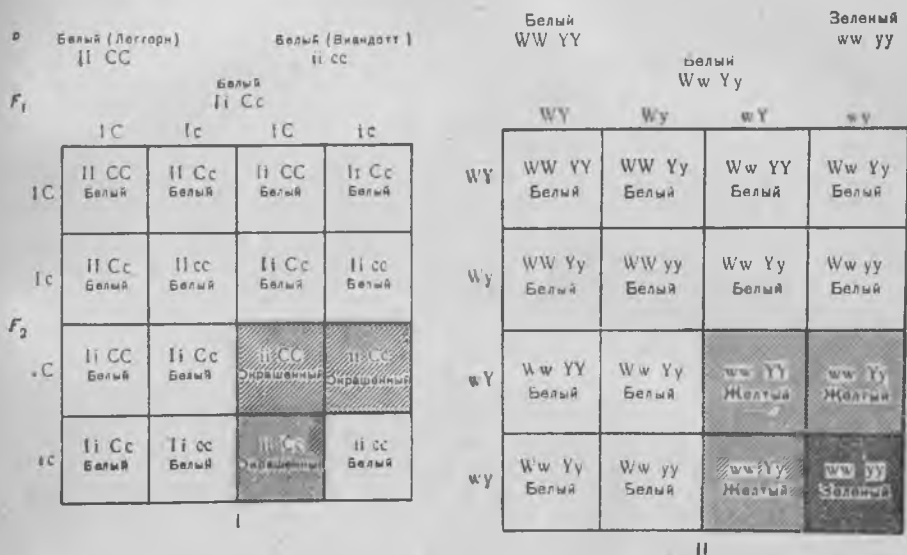 P
Белый (Леггорн)
II CC
Белый (Виандотт)
ii cc
F₁
Белый
Ii Cc
IC Ic iC ic
F₂
IC
II CC II Cc Ii CC Ii Cc
Белый Белый Белый Белый
Ic
II Cc II cc Ii Cc Ii cc
Белый Белый Белый Белый
iC
Ii CC Ii Cc ii CC ii Cc
Белый Белый Окрашенный Окрашенный
ic
Ii Cc Ii cc ii Cc ii cc
Белый Белый Окрашенный Белый
I
Белый
WW YY
Зеленый
ww yy
Белый
Ww Yy
WY Wy wY wy
WY
WW YY WW Yy Ww YY Ww Yy
Белый Белый Белый Белый
Wy
WW Yy WW yy Ww Yy Ww yy
Белый Белый Белый Белый
wY
Ww YY Ww Yy ww YY ww Yy
Белый Белый Желтый Желтый
wy
Ww Yy Ww yy ww Yy ww yy
Белый Белый Желтый Зеленый
II